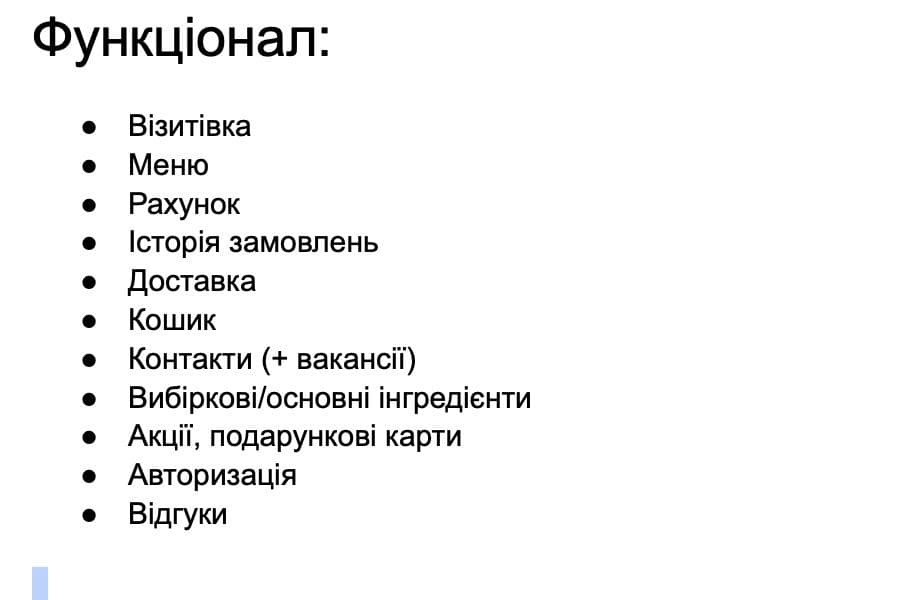 Функціонал:
● Візитівка
● Меню
● Рахунок
● Історія замовлень
● Доставка
● Кошик
● Контакти (+ вакансії)
● Вибіркові/основні інгредієнти
● Акції, подарункові карти
● Авторизація
● Відгуки